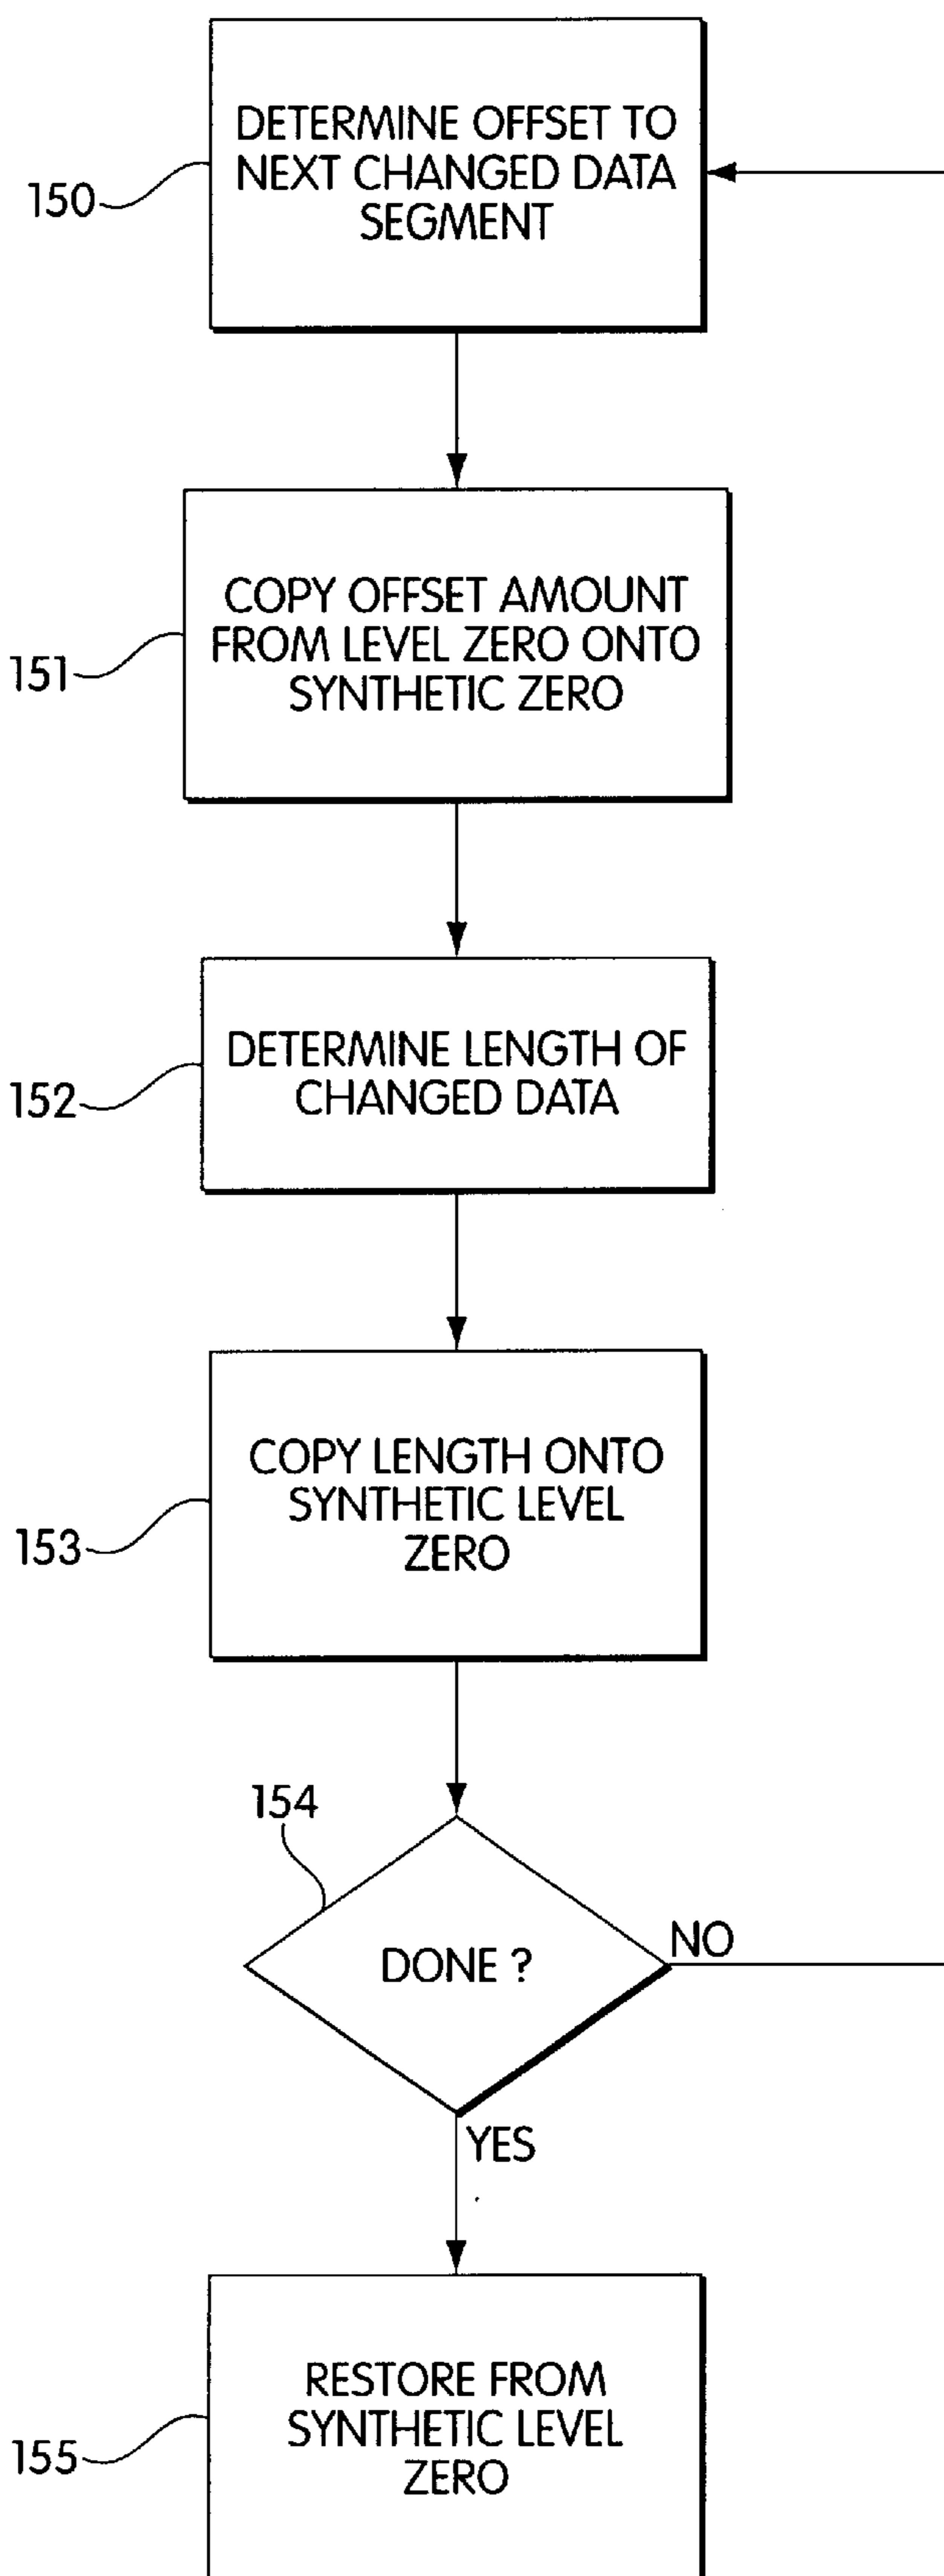 DETERMINE OFFSET TO
NEXT CHANGED DATA
SEGMENT
150
COPY OFFSET AMOUNT
FROM LEVEL ZERO ONTO
SYNTHETIC ZERO
151
DETERMINE LENGTH OF
CHANGED DATA
152
COPY LENGTH ONTO
SYNTHETIC LEVEL
ZERO
153
154
DONE ?
NO
YES
RESTORE FROM
SYNTHETIC LEVEL
ZERO
155